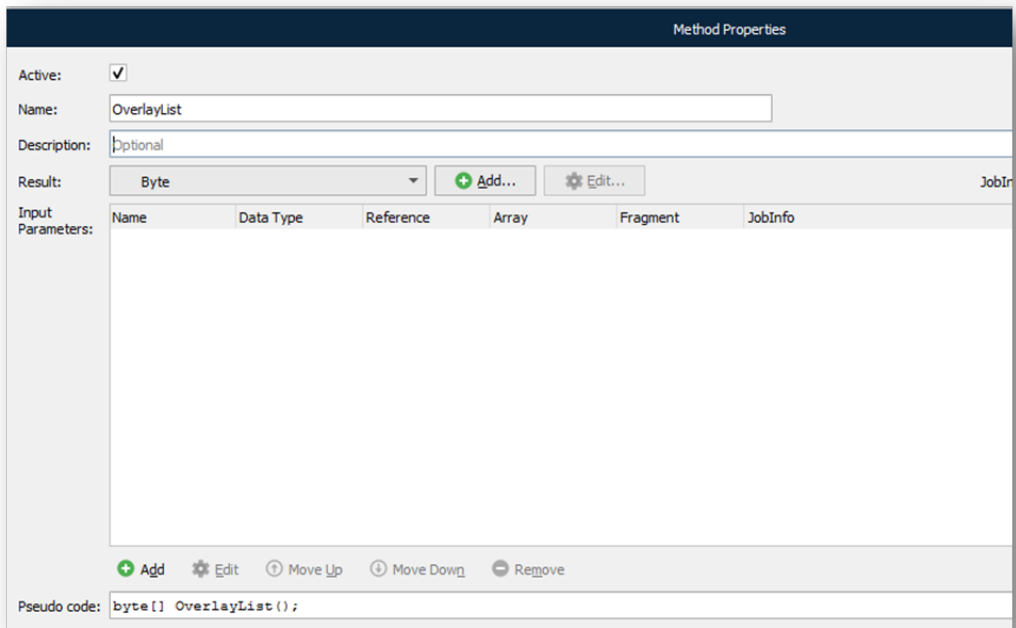 Method Properties
Active:
Name: OverlayList
Description: Optional
Result: Byte Add... Edit... JobIn
Input Parameters:
Name Data Type Reference Array Fragment JobInfo
Add Edit Move Up Move Down Remove
Pseudo code: byte[] OverlayList();